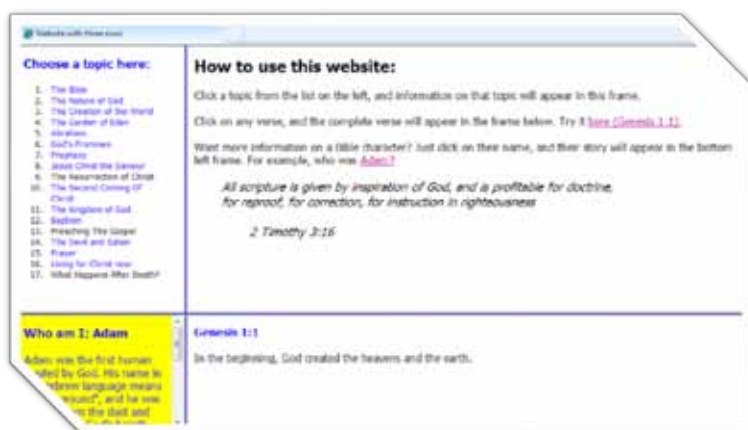 Website with three rows
Choose a topic here:
1. The Bible
2. The Nature of God
3. The Creation of the World
4. The Garden of Eden
5. Abraham
6. God's Promises
7. Prophecy
8. Jesus Christ the Saviour
9. The Resurrection of Christ
10. The Second Coming Of
Christ
11. The Kingdom of God
12. Baptism
13. Preaching The Gospel
14. The Devil and Satan
15. Prayer
16. Living for Christ now
17. What Happens After Death?
How to use this website:
Click a topic from the list on the left, and information on that topic will appear in this frame.
Click on any verse, and the complete verse will appear in the frame below. Try it here (Genesis 1:1).
Want more information on a Bible character? Just click on their name, and their story will appear in the bottom
left frame. For example, who was Adam?
All scripture is given by inspiration of God, and is profitable for doctrine,
for reproof, for correction, for instruction in righteousness
2 Timothy 3:16
Who am I: Adam
Adam was the first human
by God. His name in
language means
and he was
the dust and
Genesis 1:1
In the beginning, God created the heavens and the earth.